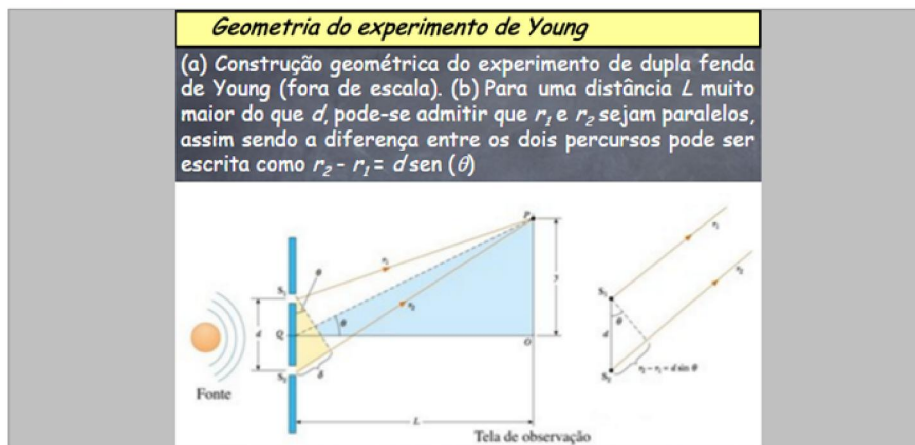 Geometria do experimento de Young
(a) Construção geométrica do experimento de dupla fenda
de Young (fora de escala). (b) Para uma distância L muito
maior do que d, pode-se admitir que r₁ e r₂ sejam paralelos,
assim sendo a diferença entre os dois percursos pode ser
escrita como r₂ - r₁ = d sen (θ)
P
r₁
r₂
S₁
θ
d
Q
θ
y
O
S₂
δ
L
Fonte
Tela de observação
r₁
r₂
S₁
θ
d
S₂
r₂ – r₁ = d sin θ